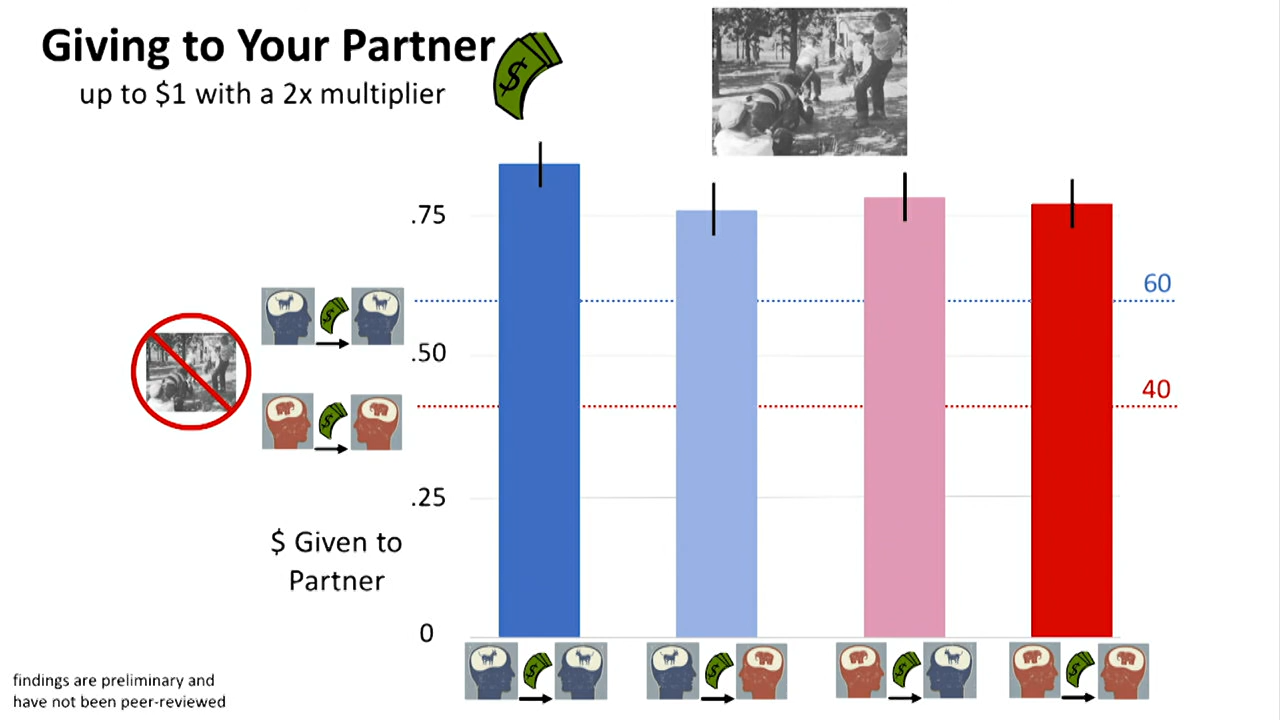 Giving to Your Partner
up to $1 with a 2x multiplier
$
.75
60
$
.50
40
$
.25
$ Given to
Partner
0
$ $ $ $
findings are preliminary and
have not been peer-reviewed